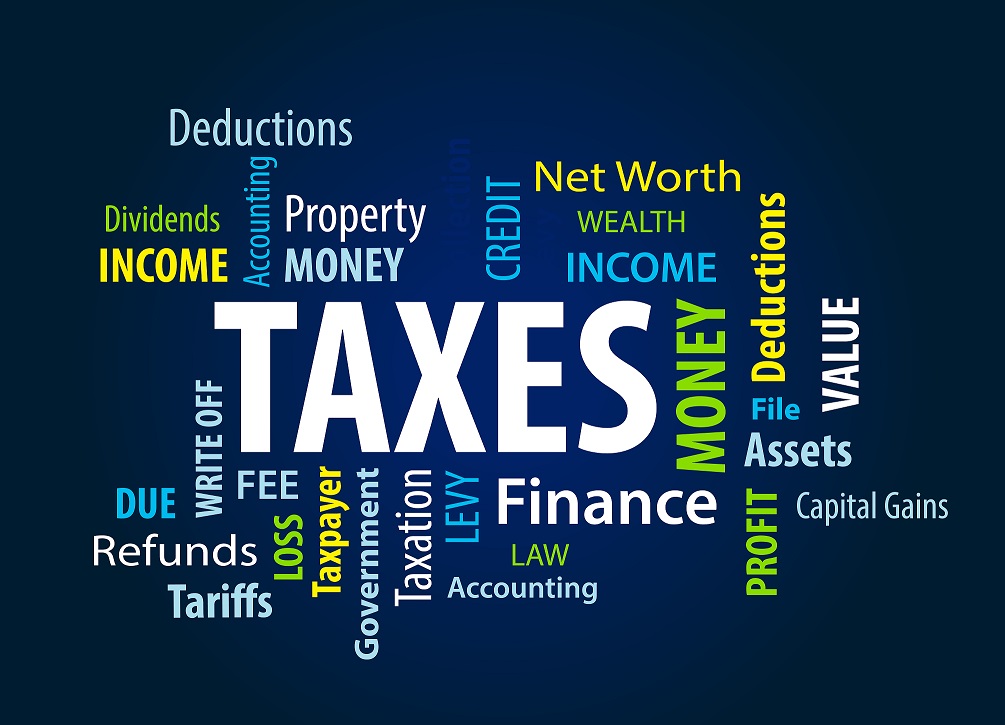 Deductions
Accounting
Net Worth
CREDIT
Dividends
Property
WEALTH
INCOME
MONEY
INCOME
Deductions
TAXES
MONEY
VALUE
File
WRITE OFF
Assets
DUE
FEE
Taxpayer
Government
Taxation
LEVY
Finance
PROFIT
Capital Gains
Refunds
LOSS
LAW
Tariffs
Accounting